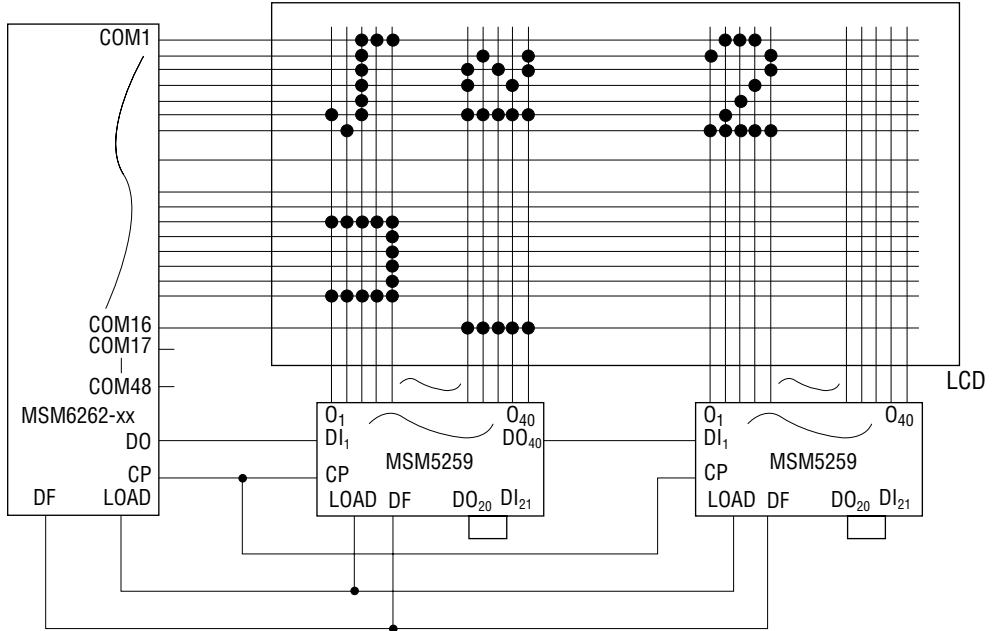 COM1
COM16
COM17
COM48
LCD
MSM6262-xx
O₁ O₄₀ O₁ O₄₀
DO DI₁ DO₄₀ DI₁
MSM5259 MSM5259
CP CP CP
DF LOAD LOAD DF DO₂₀ DI₂₁ LOAD DF DO₂₀ DI₂₁